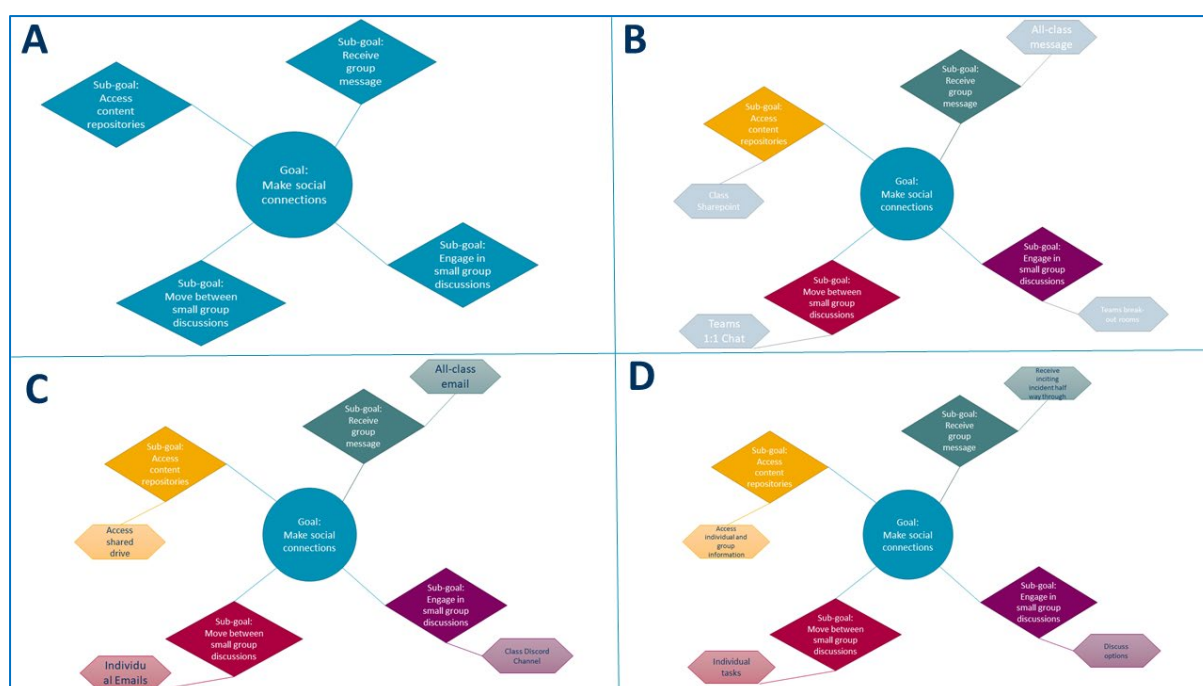 A
Sub-goal:
Receive
group
message
Sub-goal:
Access
content
repositories
Goal:
Make social
connections
Sub-goal:
Engage in
small group
discussions
Sub-goal:
Move between
small group
discussions
B
All-class
message
Sub-goal:
Receive
group
message
Sub-goal:
Access
content
repositories
Class
Sharepoint
Goal:
Make social
connections
Sub-goal:
Engage in
small group
discussions
Sub-goal:
Move between
small group
discussions
Teams break-
out rooms
Teams
1:1 Chat
C
All-class
email
Sub-goal:
Receive
group
message
Sub-goal:
Access
content
repositories
Access
shared
drive
Goal:
Make social
connections
Sub-goal:
Engage in
small group
discussions
Sub-goal:
Move between
small group
discussions
Class Discord
Channel
Individu
al Emails
D
Receive
inciting
incident half
way through
Sub-goal:
Receive
group
message
Sub-goal:
Access
content
repositories
Access
individual and
group
information
Goal:
Make social
connections
Sub-goal:
Engage in
small group
discussions
Sub-goal:
Move between
small group
discussions
Discuss
options
Individual
tasks